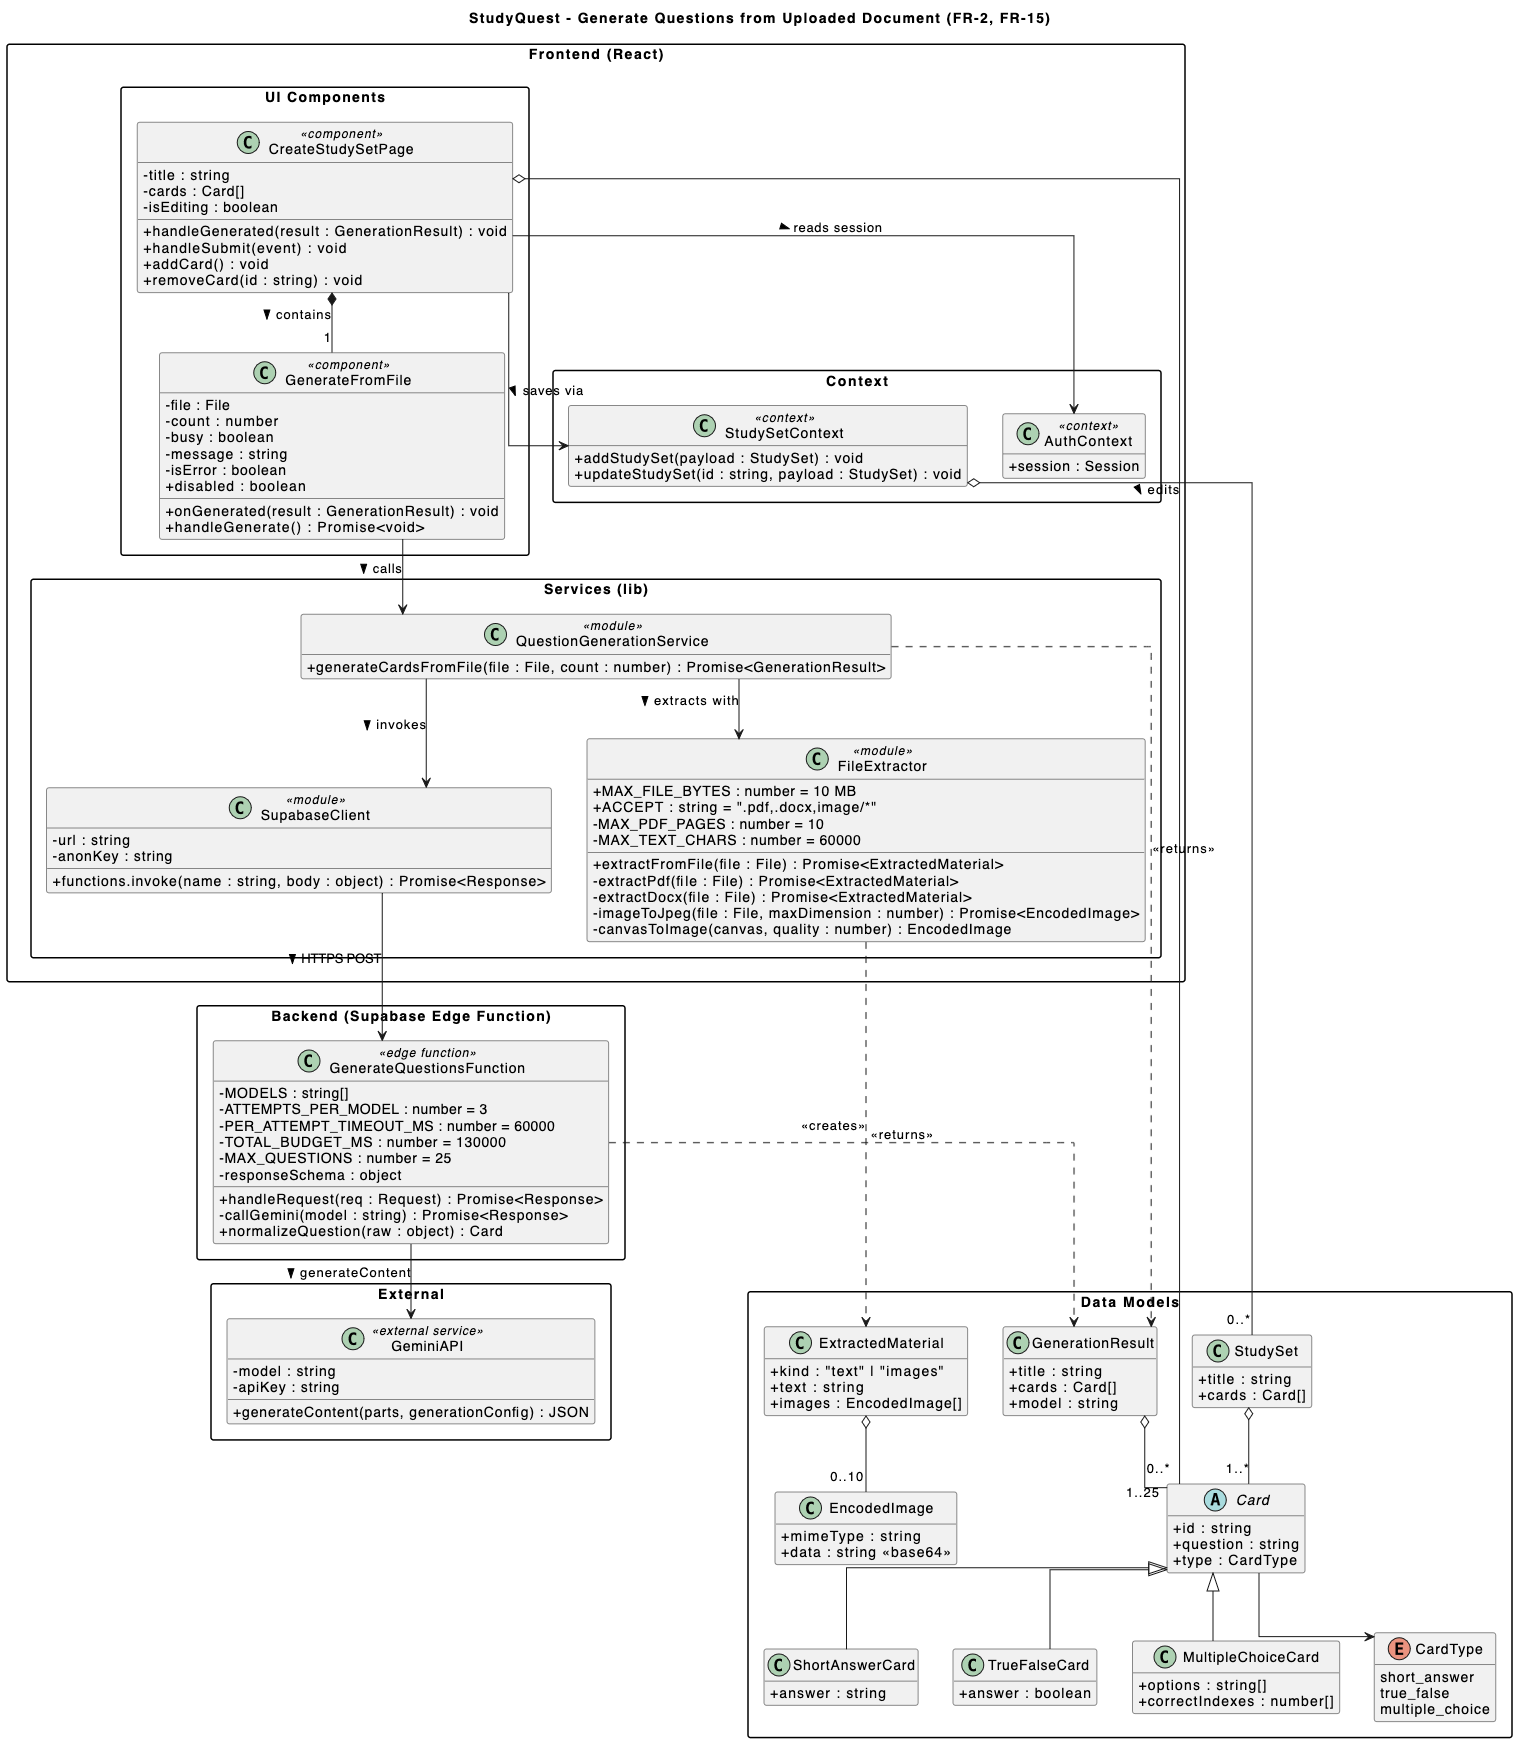 StudyQuest - Generate Questions from Uploaded Document (FR-2, FR-15)
Frontend (React)
UI Components
C
«component»
CreateStudySetPage
-title : string
-cards : Card[]
-isEditing : boolean
+handleGenerated(result : GenerationResult) : void
+handleSubmit(event) : void
+addCard() : void
+removeCard(id : string) : void
reads session
contains
1
C
«component»
GenerateFromFile
-file : File
-count : number
-busy : boolean
-message : string
-isError : boolean
+disabled : boolean
+onGenerated(result : GenerationResult) : void
+handleGenerate() : Promise<void>
saves via
Context
C
«context»
StudySetContext
+addStudySet(payload : StudySet) : void
+updateStudySet(id : string, payload : StudySet) : void
C
«context»
AuthContext
+session : Session
edits
calls
Services (lib)
C
«module»
QuestionGenerationService
+generateCardsFromFile(file : File, count : number) : Promise<GenerationResult>
invokes
extracts with
C
«module»
SupabaseClient
-url : string
-anonKey : string
+functions.invoke(name : string, body : object) : Promise<Response>
C
«module»
FileExtractor
+MAX_FILE_BYTES : number = 10 MB
+ACCEPT : string = ".pdf,.docx,image/*"
-MAX_PDF_PAGES : number = 10
-MAX_TEXT_CHARS : number = 60000
+extractFromFile(file : File) : Promise<ExtractedMaterial>
-extractPdf(file : File) : Promise<ExtractedMaterial>
-extractDocx(file : File) : Promise<ExtractedMaterial>
-imageToJpeg(file : File, maxDimension : number) : Promise<EncodedImage>
-canvasToImage(canvas, quality : number) : EncodedImage
«returns»
HTTPS POST
Backend (Supabase Edge Function)
C
«edge function»
GenerateQuestionsFunction
-MODELS : string[]
-ATTEMPTS_PER_MODEL : number = 3
-PER_ATTEMPT_TIMEOUT_MS : number = 60000
-TOTAL_BUDGET_MS : number = 130000
-MAX_QUESTIONS : number = 25
-responseSchema : object
+handleRequest(req : Request) : Promise<Response>
-callGemini(model : string) : Promise<Response>
+normalizeQuestion(raw : object) : Card
«creates»
«returns»
generateContent
External
C
«external service»
GeminiAPI
-model : string
-apiKey : string
+generateContent(parts, generationConfig) : JSON
Data Models
C
ExtractedMaterial
+kind : "text" | "images"
+text : string
+images : EncodedImage[]
C
GenerationResult
+title : string
+cards : Card[]
+model : string
0..*
C
StudySet
+title : string
+cards : Card[]
0..10
0..*
1..*
1..25
C
EncodedImage
+mimeType : string
+data : string «base64»
A
Card
+id : string
+question : string
+type : CardType
C
ShortAnswerCard
+answer : string
C
TrueFalseCard
+answer : boolean
C
MultipleChoiceCard
+options : string[]
+correctIndexes : number[]
E
CardType
short_answer
true_false
multiple_choice